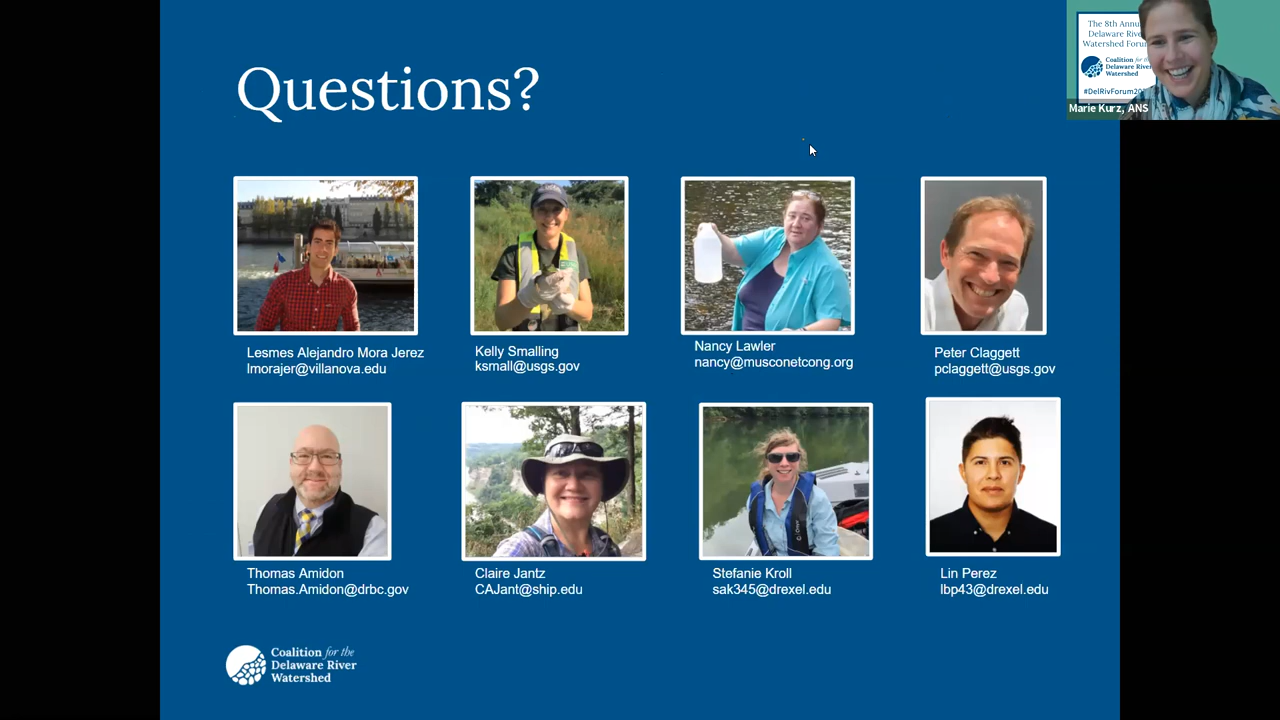 Questions?
The 8th Annu
Delaware Rive
Watershed Forum
Coalition for the
Delaware River
Watershed
#DelRivForum20
Marie Kurz, ANS
Lesmes Alejandro Mora Jerez
lmorajer@villanova.edu
Kelly Smalling
ksmall@usgs.gov
Nancy Lawler
nancy@musconetcong.org
Peter Claggett
pclaggett@usgs.gov
Thomas Amidon
Thomas.Amidon@drbc.gov
Claire Jantz
CAJant@ship.edu
Stefanie Kroll
sak345@drexel.edu
Lin Perez
lbp43@drexel.edu
Coalition for the
Delaware River
Watershed